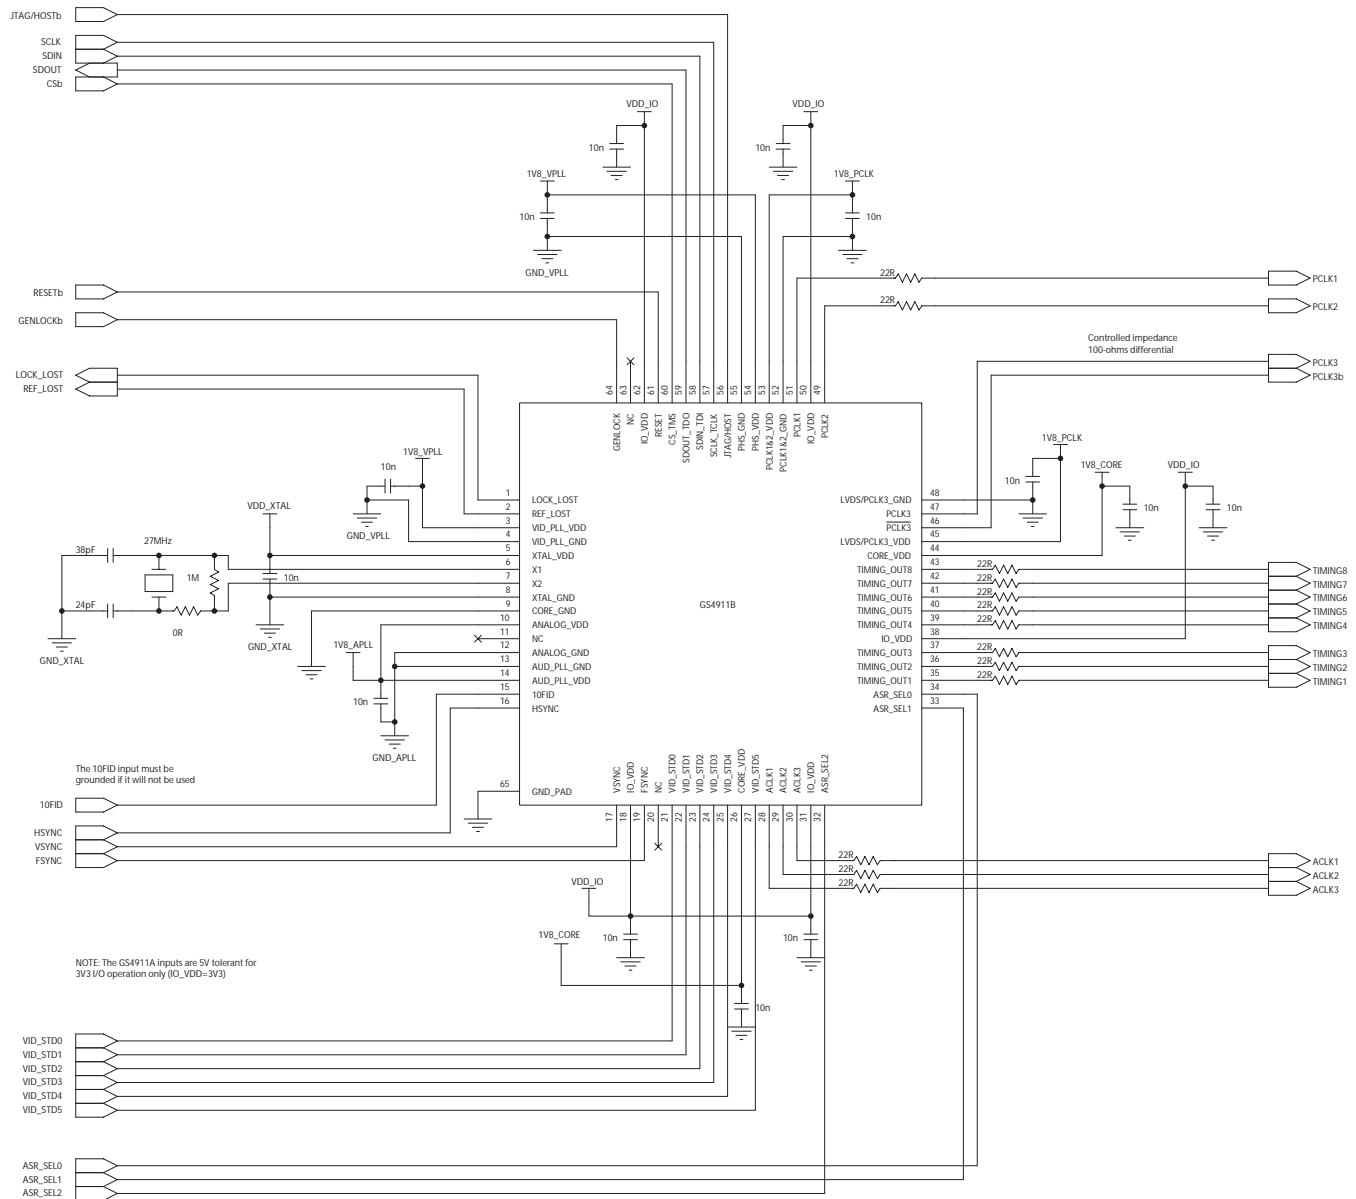 JTAG/HOSTb
SCLK
SDIN
SDOUT
CSb
VDD_IO
VDD_IO
10n
10n
1V8_VPLL
1V8_PCLK
10n
10n
GND_VPLL
22R
PCLK1
RESETb
22R
PCLK2
GENLOCKb
Controlled impedance
100-ohms differential
PCLK3
LOCK_LOST
PCLK3b
REF_LOST
64
63
62
61
60
59
58
57
56
55
54
53
52
51
50
49
GENLOCK
NC
IO_VDD
RESET
CS_TMS
SDOUT_TDO
SDIN_TDI
SCLK_TCLK
JTAG/HOST
PHS_GND
PHS_VDD
PCLK1&2_VDD
PCLK1&2_GND
PCLK1
IO_VDD
PCLK2
1V8_VPLL
10n
GND_VPLL
VDD_XTAL
38pF
27MHz
1M
10n
24pF
0R
GND_XTAL
GND_XTAL
1V8_APLL
10n
GND_APLL
1 LOCK_LOST
2 REF_LOST
3 VID_PLL_VDD
4 VID_PLL_GND
5 XTAL_VDD
6 X1
7 X2
8 XTAL_GND
9 CORE_GND
10 ANALOG_VDD
11 NC
12 ANALOG_GND
13 AUD_PLL_GND
14 AUD_PLL_VDD
15 10FID
16 HSYNC
65 GND_PAD
GS4911B
1V8_PCLK
1V8_CORE
VDD_IO
10n
10n
10n
LVDS/PCLK3_GND 48
PCLK3 47
PCLK3 46
LVDS/PCLK3_VDD 45
CORE_VDD 44
TIMING_OUT8 43 22R TIMING8
TIMING_OUT7 42 22R TIMING7
TIMING_OUT6 41 22R TIMING6
TIMING_OUT5 40 22R TIMING5
TIMING_OUT4 39 22R TIMING4
IO_VDD 38
TIMING_OUT3 37 22R TIMING3
TIMING_OUT2 36 22R TIMING2
TIMING_OUT1 35 22R TIMING1
ASR_SEL0 34
ASR_SEL1 33
VSYNC
IO_VDD
FSYNC
NC
VID_STD0
VID_STD1
VID_STD2
VID_STD3
VID_STD4
CORE_VDD
VID_STD5
ACLK1
ACLK2
ACLK3
IO_VDD
ASR_SEL2
17
18
19
20
21
22
23
24
25
26
27
28
29
30
31
32
The 10FID input must be
grounded if it will not be used
10FID
HSYNC
VSYNC
FSYNC
22R ACLK1
22R ACLK2
22R ACLK3
VDD_IO
1V8_CORE
10n
10n
10n
NOTE: The GS4911A inputs are 5V tolerant for
3V3 I/O operation only (IO_VDD=3V3)
VID_STD0
VID_STD1
VID_STD2
VID_STD3
VID_STD4
VID_STD5
ASR_SEL0
ASR_SEL1
ASR_SEL2